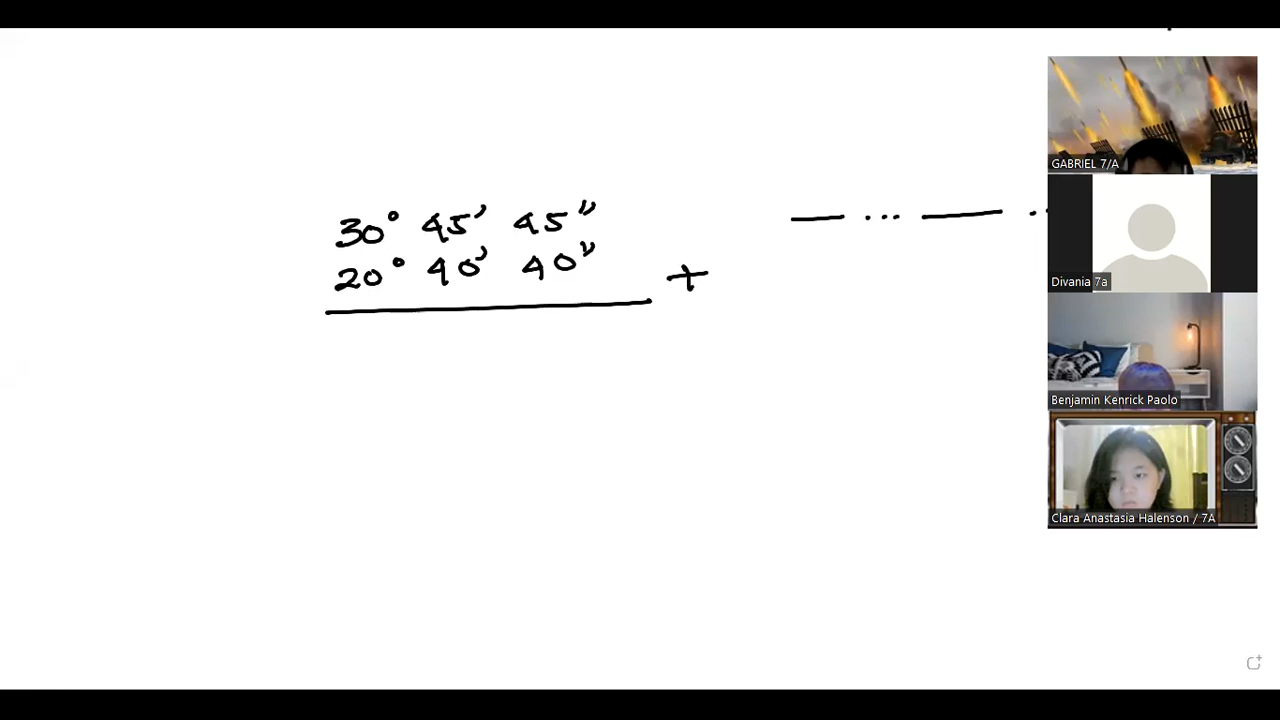 30° 45' 45"
20° 40' 40" +
— ... — ..
GABRIEL 7/A
Divania 7a
Benjamin Kenrick Paolo
Clara Anastasia Halenson / 7A